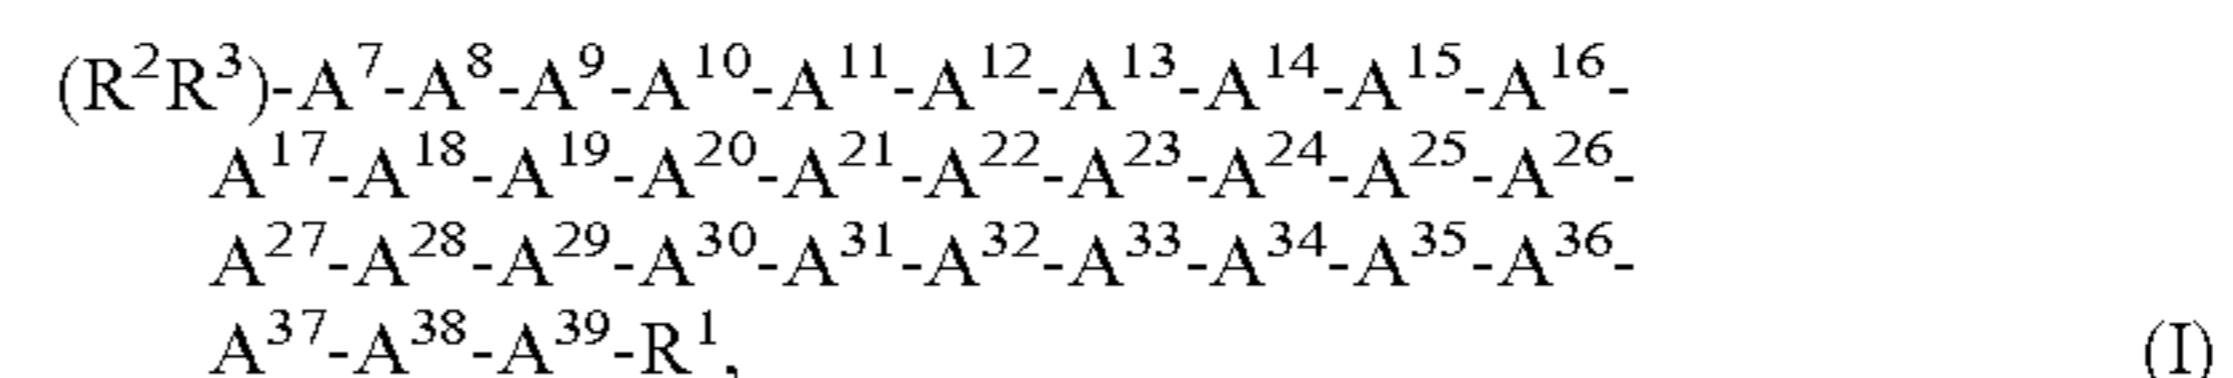 (R²R³)-A⁷-A⁸-A⁹-A¹⁰-A¹¹-A¹²-A¹³-A¹⁴-A¹⁵-A¹⁶-
A¹⁷-A¹⁸-A¹⁹-A²⁰-A²¹-A²²-A²³-A²⁴-A²⁵-A²⁶-
A²⁷-A²⁸-A²⁹-A³⁰-A³¹-A³²-A³³-A³⁴-A³⁵-A³⁶-
A³⁷-A³⁸-A³⁹-R¹, (I)